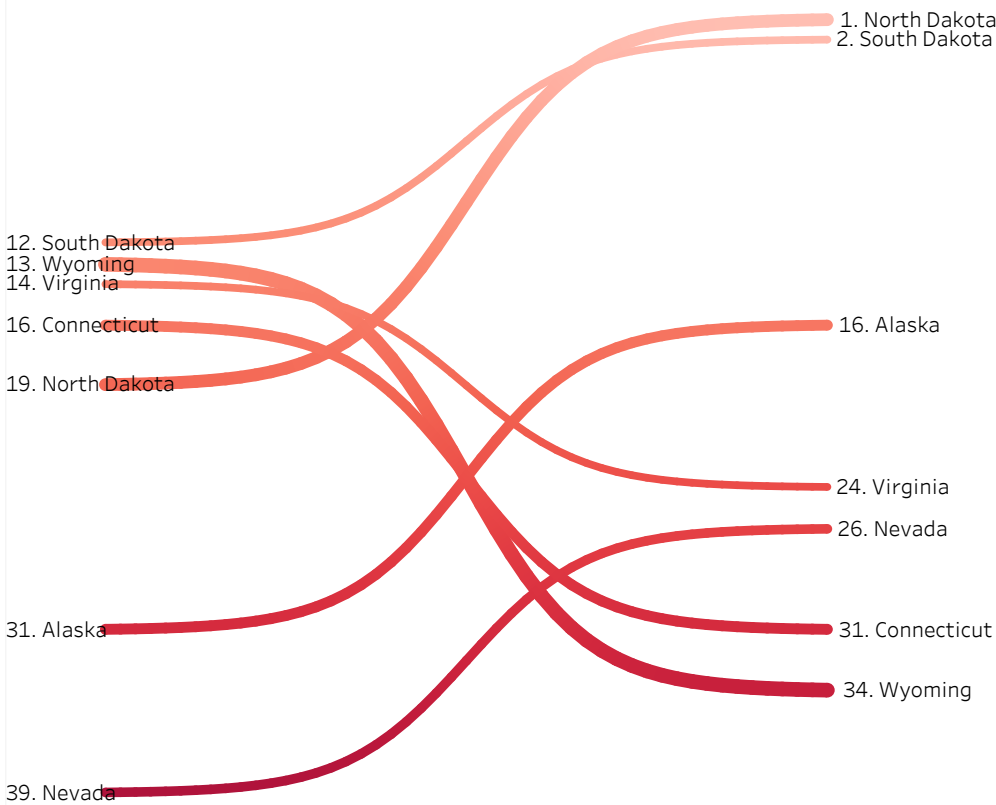 1. North Dakota
2. South Dakota
12. South Dakota
13. Wyoming
14. Virginia
16. Connecticut
16. Alaska
19. North Dakota
24. Virginia
26. Nevada
31. Alaska
31. Connecticut
34. Wyoming
39. Nevada